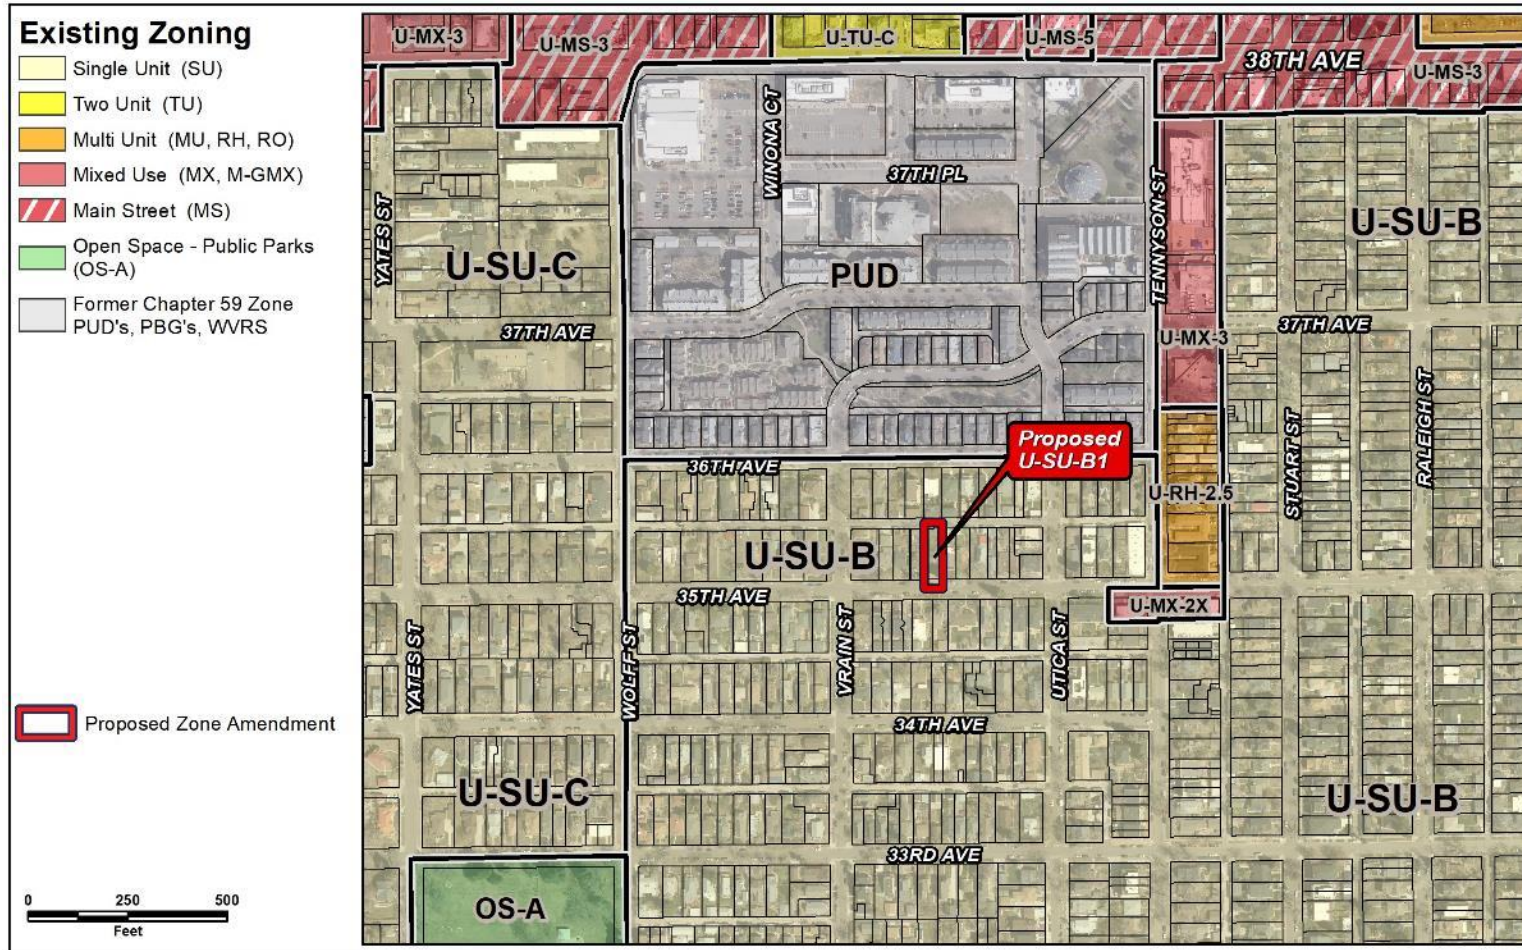 Existing Zoning
Single Unit (SU)
Two Unit (TU)
Multi Unit (MU, RH, RO)
Mixed Use (MX, M-GMX)
Main Street (MS)
Open Space - Public Parks
(OS-A)
Former Chapter 59 Zone
PUD's, PBG's, WVRS
Proposed Zone Amendment
0 250 500
Feet
U-MX-3
U-MS-3
U-TU-C
U-MS-5
38TH AVE
U-MS-3
WINONA CT
37TH PL
TENNYSON ST
YATES ST
U-SU-C
PUD
U-SU-B
37TH AVE
37TH AVE
U-MX-3
RALEIGH ST
STUART ST
Proposed
U-SU-B1
36TH AVE
U-RH-2.5
U-SU-B
35TH AVE
U-MX-2X
YATES ST
WOLFF ST
VRAIN ST
UTICA ST
34TH AVE
U-SU-C
U-SU-B
33RD AVE
OS-A